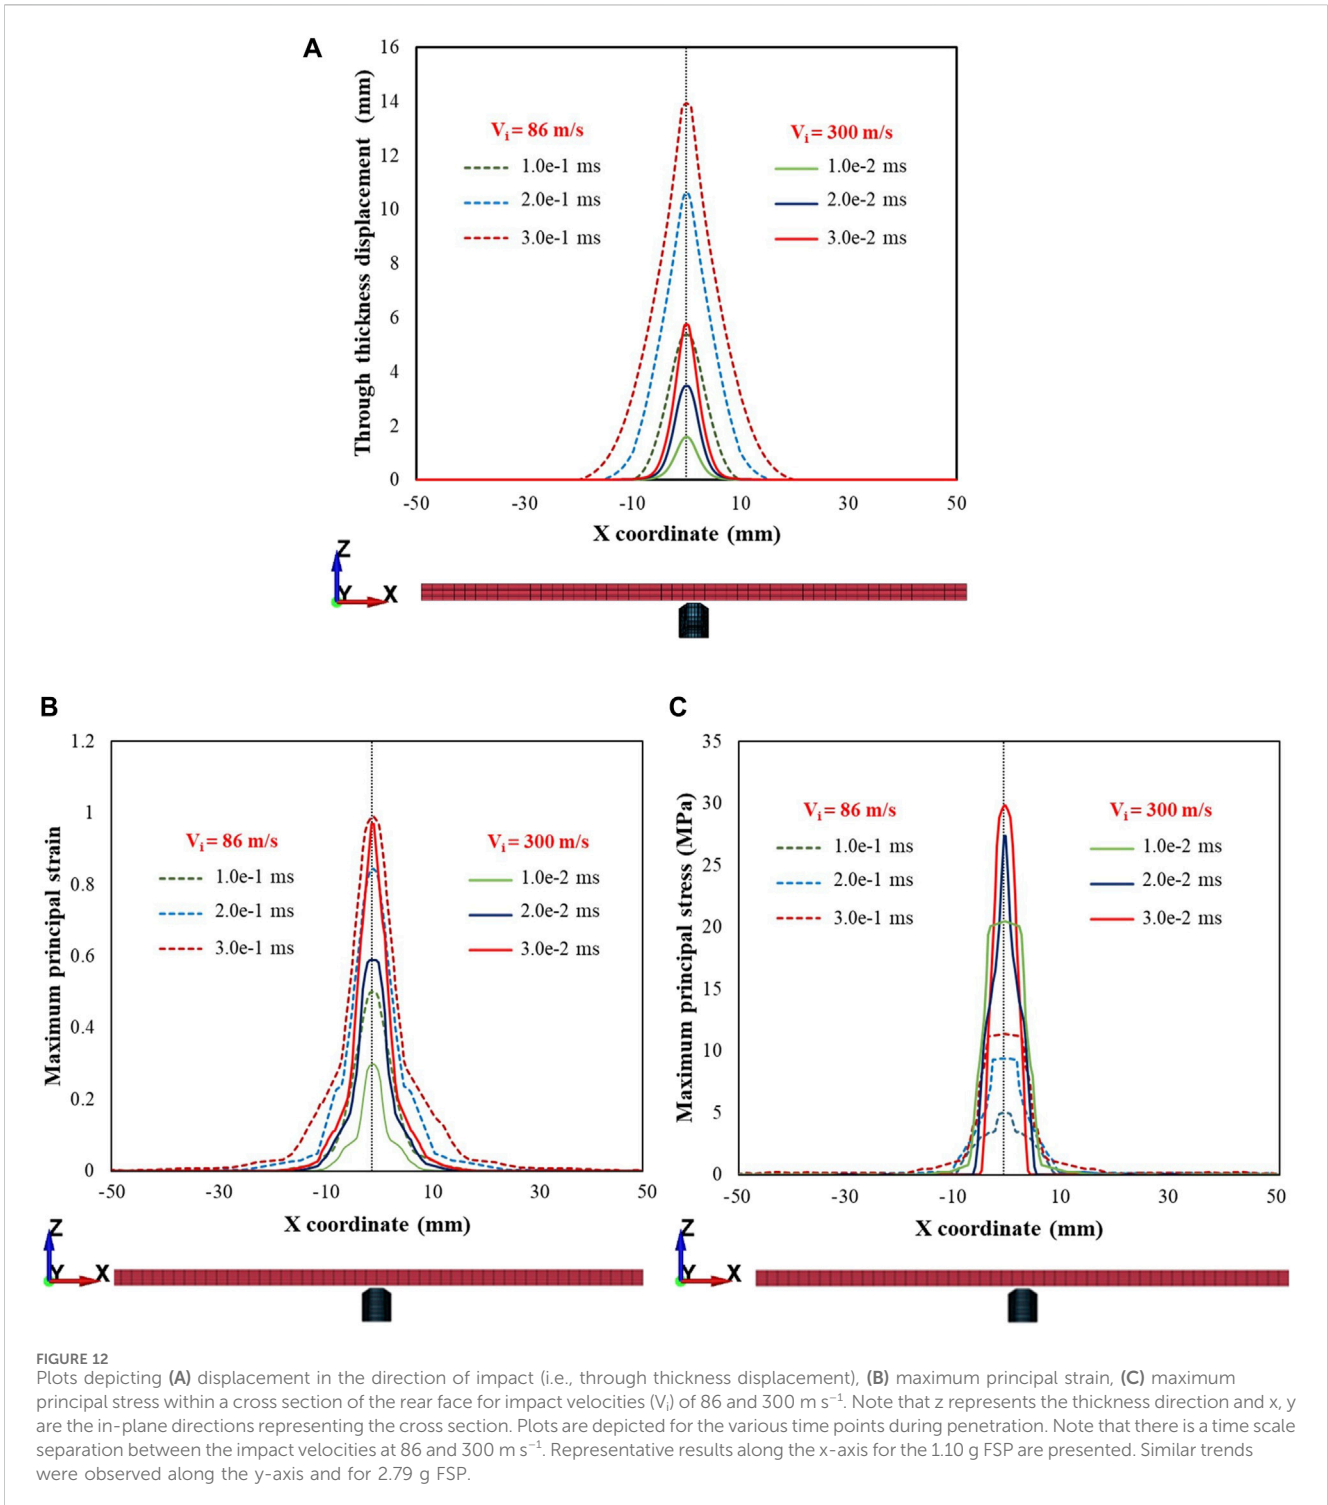 A
Through thickness displacement (mm)
16
14
12
10
8
6
4
2
0
Vi = 86 m/s
1.0e-1 ms
2.0e-1 ms
3.0e-1 ms
Vi = 300 m/s
1.0e-2 ms
2.0e-2 ms
3.0e-2 ms
-50 -30 -10 10 30 50
X coordinate (mm)
Z
Y X
B
Maximum principal strain
1.2
1
0.8
0.6
0.4
0.2
0
Vi = 86 m/s
1.0e-1 ms
2.0e-1 ms
3.0e-1 ms
Vi = 300 m/s
1.0e-2 ms
2.0e-2 ms
3.0e-2 ms
-50 -30 -10 10 30 50
X coordinate (mm)
Z
Y X
C
Maximum principal stress (MPa)
35
30
25
20
15
10
5
0
Vi = 86 m/s
1.0e-1 ms
2.0e-1 ms
3.0e-1 ms
Vi = 300 m/s
1.0e-2 ms
2.0e-2 ms
3.0e-2 ms
-50 -30 -10 10 30 50
X coordinate (mm)
Z
Y X
FIGURE 12
Plots depicting (A) displacement in the direction of impact (i.e., through thickness displacement), (B) maximum principal strain, (C) maximum
principal stress within a cross section of the rear face for impact velocities (Vi) of 86 and 300 m s⁻¹. Note that z represents the thickness direction and x, y
are the in-plane directions representing the cross section. Plots are depicted for the various time points during penetration. Note that there is a time scale
separation between the impact velocities at 86 and 300 m s⁻¹. Representative results along the x-axis for the 1.10 g FSP are presented. Similar trends
were observed along the y-axis and for 2.79 g FSP.